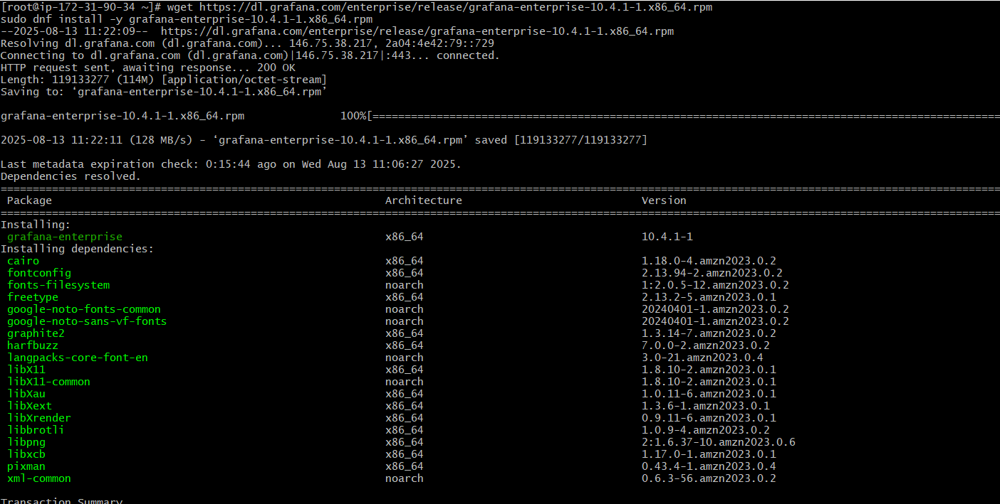 [root@ip-172-31-90-34 ~]# wget https://dl.grafana.com/enterprise/release/grafana-enterprise-10.4.1-1.x86_64.rpm
sudo dnf install -y grafana-enterprise-10.4.1-1.x86_64.rpm
--2025-08-13 11:22:09--  https://dl.grafana.com/enterprise/release/grafana-enterprise-10.4.1-1.x86_64.rpm
Resolving dl.grafana.com (dl.grafana.com)... 146.75.38.217, 2a04:4e42:79::729
Connecting to dl.grafana.com (dl.grafana.com)|146.75.38.217|:443... connected.
HTTP request sent, awaiting response... 200 OK
Length: 119133277 (114M) [application/octet-stream]
Saving to: ‘grafana-enterprise-10.4.1-1.x86_64.rpm’
grafana-enterprise-10.4.1-1.x86_64.rpm 100%[====================================================================================================
2025-08-13 11:22:11 (128 MB/s) - ‘grafana-enterprise-10.4.1-1.x86_64.rpm’ saved [119133277/119133277]
Last metadata expiration check: 0:15:44 ago on Wed Aug 13 11:06:27 2025.
Dependencies resolved.
Package Architecture Version
Installing:
grafana-enterprise x86_64 10.4.1-1
Installing dependencies:
cairo x86_64 1.18.0-4.amzn2023.0.2
fontconfig x86_64 2.13.94-2.amzn2023.0.2
fonts-filesystem noarch 1:2.0.5-12.amzn2023.0.2
freetype x86_64 2.13.2-5.amzn2023.0.1
google-noto-fonts-common noarch 20240401-1.amzn2023.0.2
google-noto-sans-vf-fonts noarch 20240401-1.amzn2023.0.2
graphite2 x86_64 1.3.14-7.amzn2023.0.2
harfbuzz x86_64 7.0.0-2.amzn2023.0.2
langpacks-core-font-en noarch 3.0-21.amzn2023.0.4
libX11 x86_64 1.8.10-2.amzn2023.0.1
libX11-common noarch 1.8.10-2.amzn2023.0.1
libXau x86_64 1.0.11-6.amzn2023.0.1
libXext x86_64 1.3.6-1.amzn2023.0.1
libXrender x86_64 0.9.11-6.amzn2023.0.1
libbrotli x86_64 1.0.9-4.amzn2023.0.2
libpng x86_64 2:1.6.37-10.amzn2023.0.6
libxcb x86_64 1.17.0-1.amzn2023.0.1
pixman x86_64 0.43.4-1.amzn2023.0.4
xml-common noarch 0.6.3-56.amzn2023.0.2
Transaction Summary